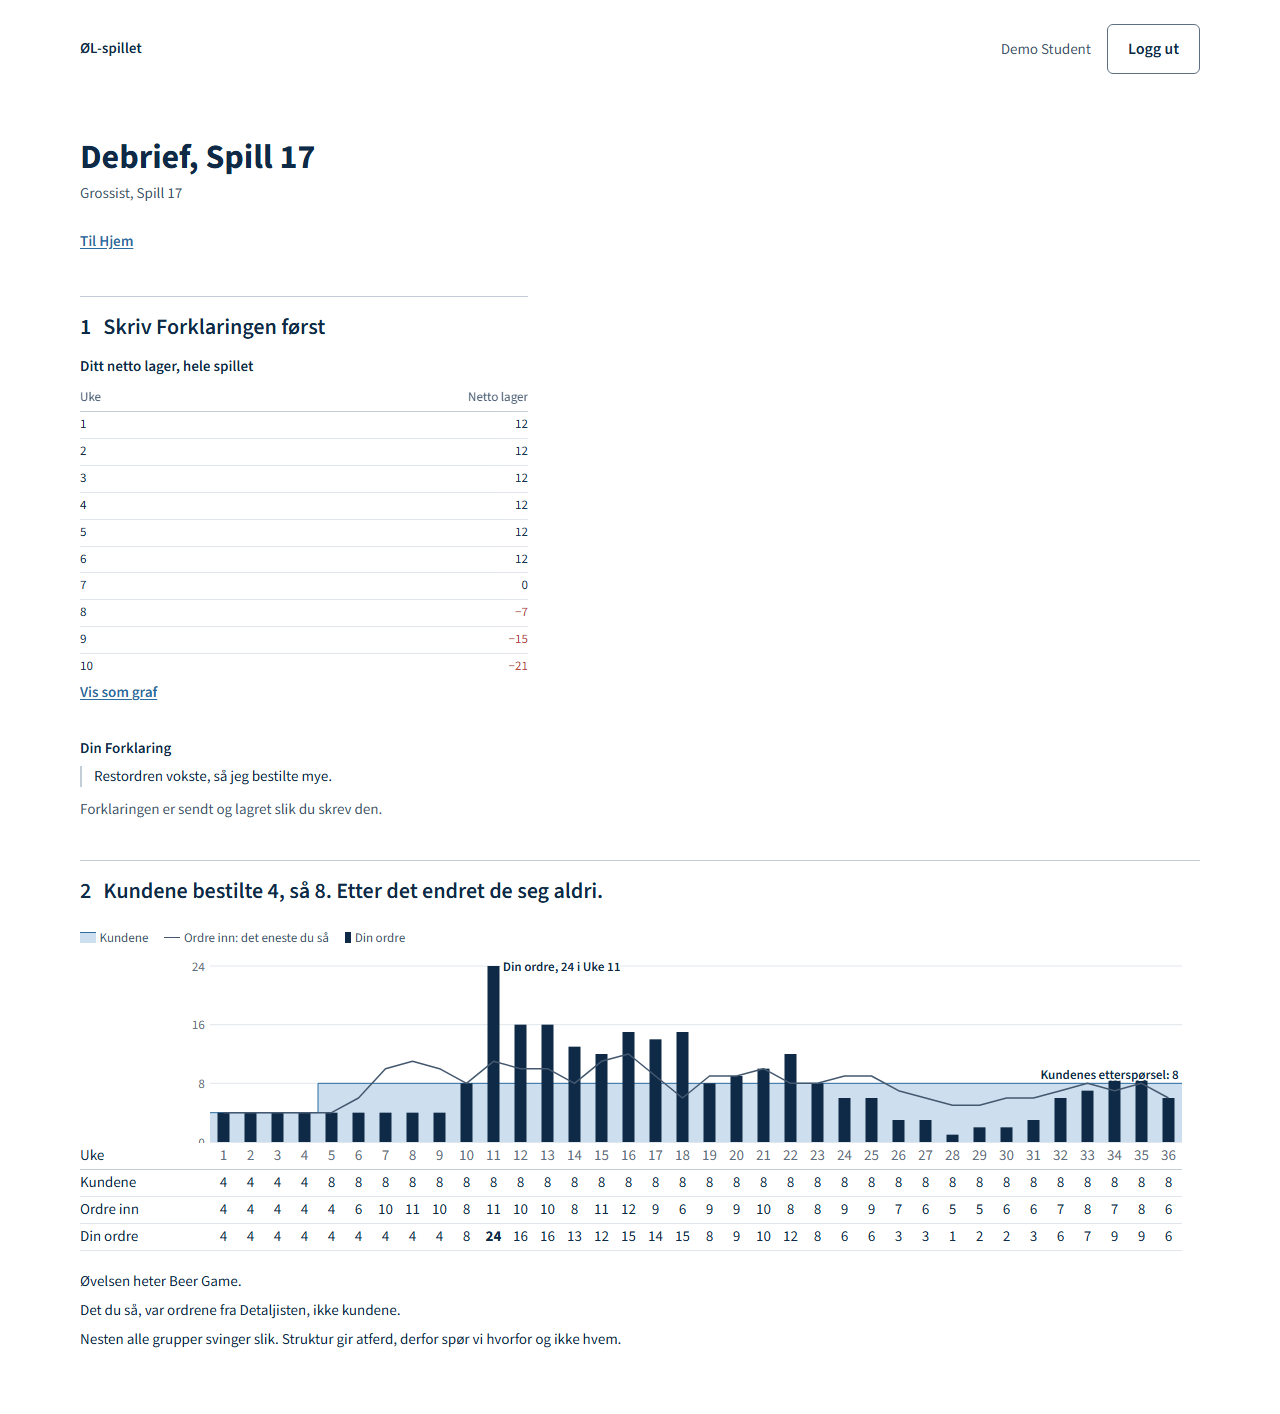 ØL-spillet
Demo Student
Logg ut
Debrief, Spill 17
Grossist, Spill 17
Til Hjem
1 Skriv Forklaringen først
Ditt netto lager, hele spillet
Uke Netto lager
1 12
2 12
3 12
4 12
5 12
6 12
7 0
8 −7
9 −15
10 −21
Vis som graf
Din Forklaring
Restordren vokste, så jeg bestilte mye.
Forklaringen er sendt og lagret slik du skrev den.
2 Kundene bestilte 4, så 8. Etter det endret de seg aldri.
Kundene Ordre inn: det eneste du så Din ordre
24 Din ordre, 24 i Uke 11
16
Kundenes etterspørsel: 8
8
0
Uke 1 2 3 4 5 6 7 8 9 10 11 12 13 14 15 16 17 18 19 20 21 22 23 24 25 26 27 28 29 30 31 32 33 34 35 36
Kundene 4 4 4 4 8 8 8 8 8 8 8 8 8 8 8 8 8 8 8 8 8 8 8 8 8 8 8 8 8 8 8 8 8 8 8 8
Ordre inn 4 4 4 4 4 6 10 11 10 8 11 10 10 8 11 12 9 6 9 9 10 8 8 9 9 7 6 5 5 6 6 7 8 7 8 6
Din ordre 4 4 4 4 4 4 4 4 4 8 24 16 16 13 12 15 14 15 8 9 10 12 8 6 6 3 3 1 2 2 3 6 7 9 9 6
Øvelsen heter Beer Game.
Det du så, var ordrene fra Detaljisten, ikke kundene.
Nesten alle grupper svinger slik. Struktur gir atferd, derfor spør vi hvorfor og ikke hvem.